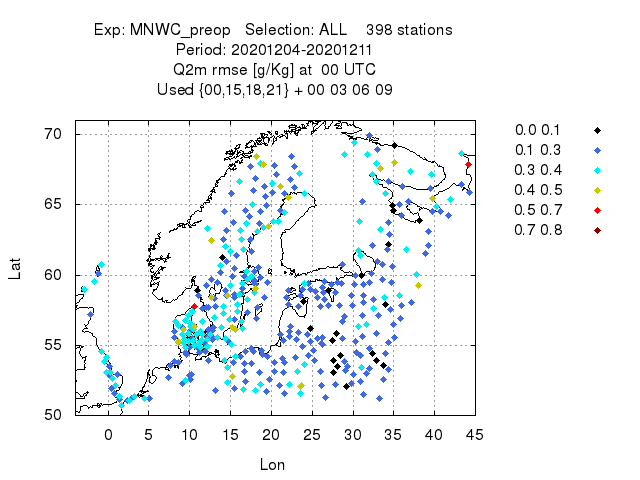 Exp: MNWC_preop Selection: ALL 398 stations
Period: 20201204-20201211
Q2m rmse [g/Kg] at 00 UTC
Used {00,15,18,21} + 00 03 06 09
70
65
60
55
50
0 5 10 15 20 25 30 35 40 45
Lat
Lon
0.0 0.1
0.1 0.3
0.3 0.4
0.4 0.5
0.5 0.7
0.7 0.8